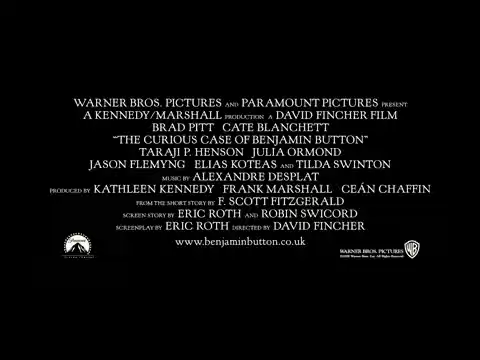 WARNER BROS. PICTURES AND PARAMOUNT PICTURES PRESENT
A KENNEDY/MARSHALL PRODUCTION A DAVID FINCHER FILM
BRAD PITT CATE BLANCHETT
"THE CURIOUS CASE OF BENJAMIN BUTTON"
TARAJI P. HENSON JULIA ORMOND
JASON FLEMYNG ELIAS KOTEAS AND TILDA SWINTON
MUSIC BY ALEXANDRE DESPLAT
PRODUCED BY KATHLEEN KENNEDY FRANK MARSHALL CEÁN CHAFFIN
FROM THE SHORT STORY BY F. SCOTT FITZGERALD
SCREEN STORY BY ERIC ROTH AND ROBIN SWICORD
SCREENPLAY BY ERIC ROTH DIRECTED BY DAVID FINCHER
www.benjaminbutton.co.uk
Paramount
WARNER BROS. PICTURES
WB